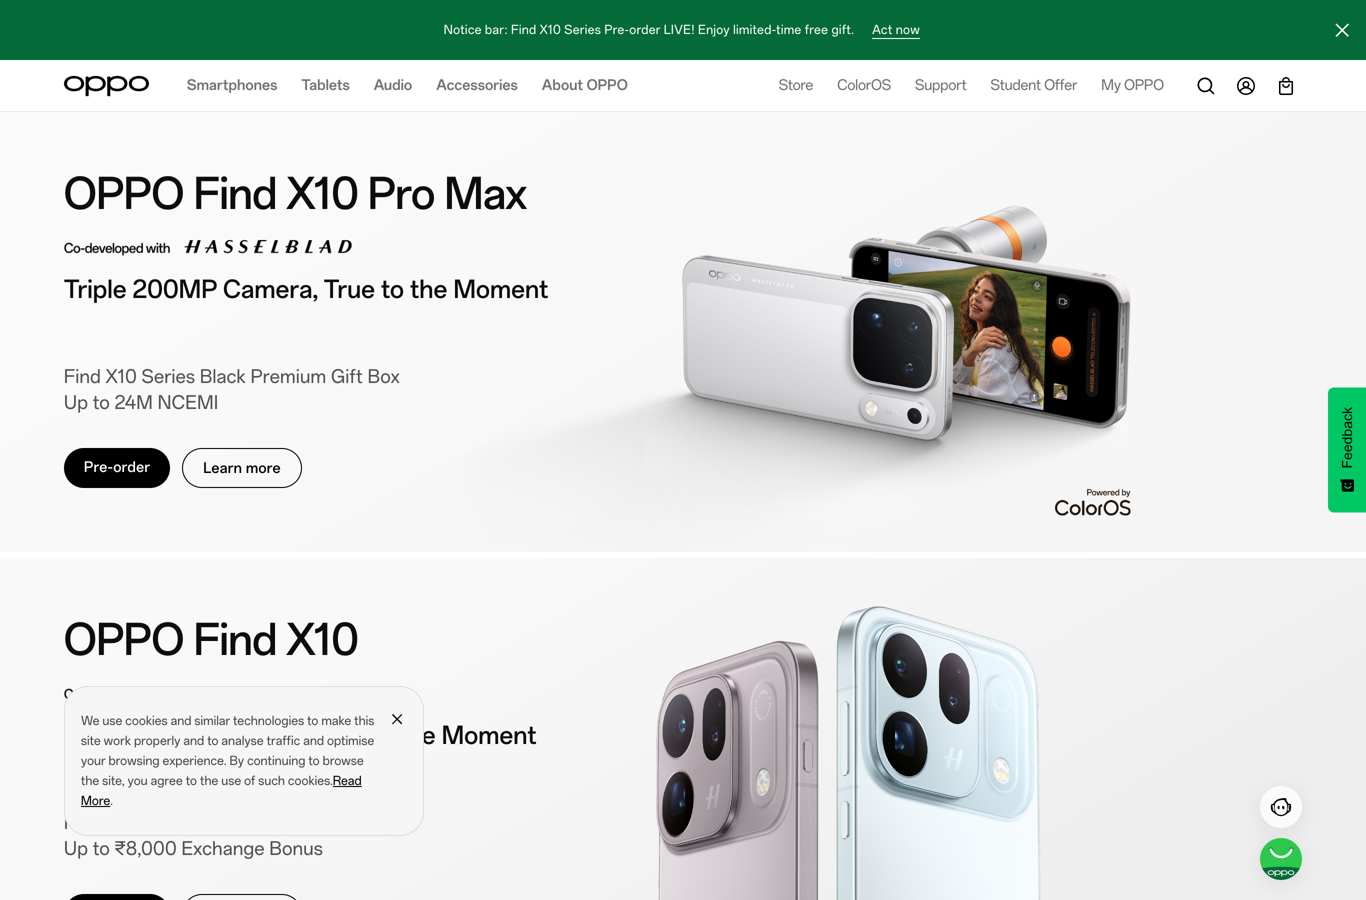 Notice bar: Find X10 Series Pre-order LIVE! Enjoy limited-time free gift. Act now
oppo Smartphones Tablets Audio Accessories About OPPO Store ColorOS Support Student Offer My OPPO
OPPO Find X10 Pro Max
Co-developed with HASSELBLAD
Triple 200MP Camera, True to the Moment
Find X10 Series Black Premium Gift Box
Up to 24M NCEMI
Pre-order Learn more
oppo HASSELBLAD
Powered by
ColorOS
Feedback
OPPO Find X10
We use cookies and similar technologies to make this
site work properly and to analyse traffic and optimise
your browsing experience. By continuing to browse
the site, you agree to the use of such cookies.Read
More.
e Moment
Up to ₹8,000 Exchange Bonus
H
H
oppo